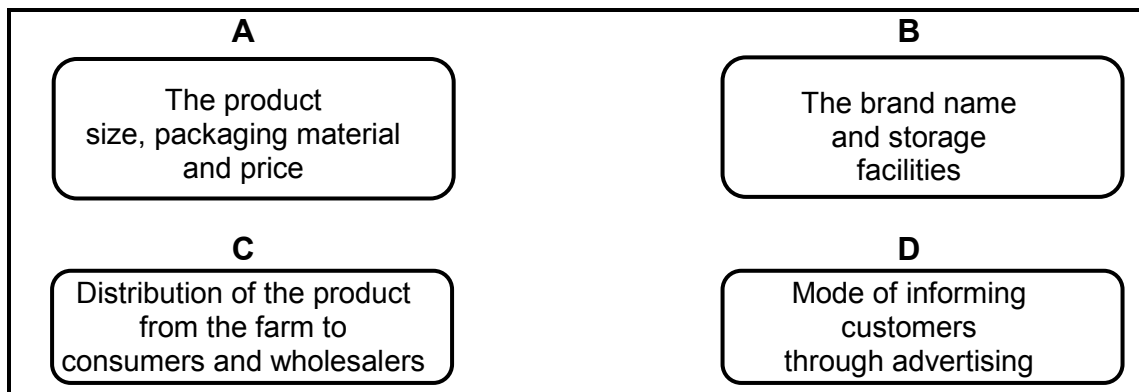 A
The product
size, packaging material
and price
B
The brand name
and storage
facilities
C
Distribution of the product
from the farm to
consumers and wholesalers
D
Mode of informing
customers
through advertising